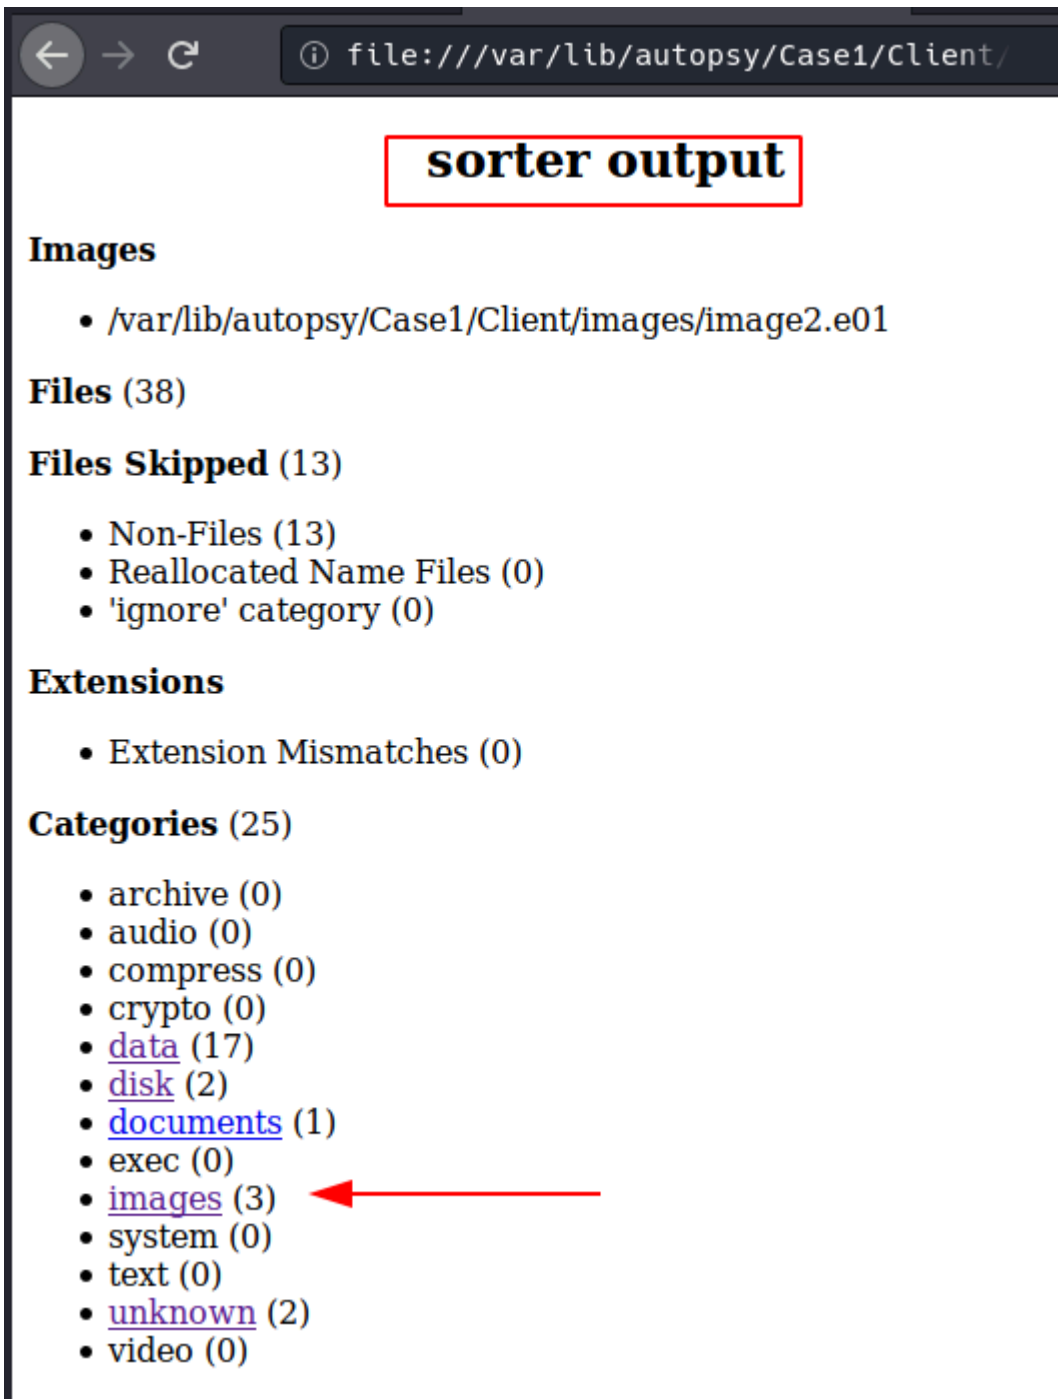 file:///var/lib/autopsy/Case1/Client/
sorter output
Images
• /var/lib/autopsy/Case1/Client/images/image2.e01
Files (38)
Files Skipped (13)
• Non-Files (13)
• Reallocated Name Files (0)
• 'ignore' category (0)
Extensions
• Extension Mismatches (0)
Categories (25)
• archive (0)
• audio (0)
• compress (0)
• crypto (0)
• data (17)
• disk (2)
• documents (1)
• exec (0)
• images (3)
• system (0)
• text (0)
• unknown (2)
• video (0)